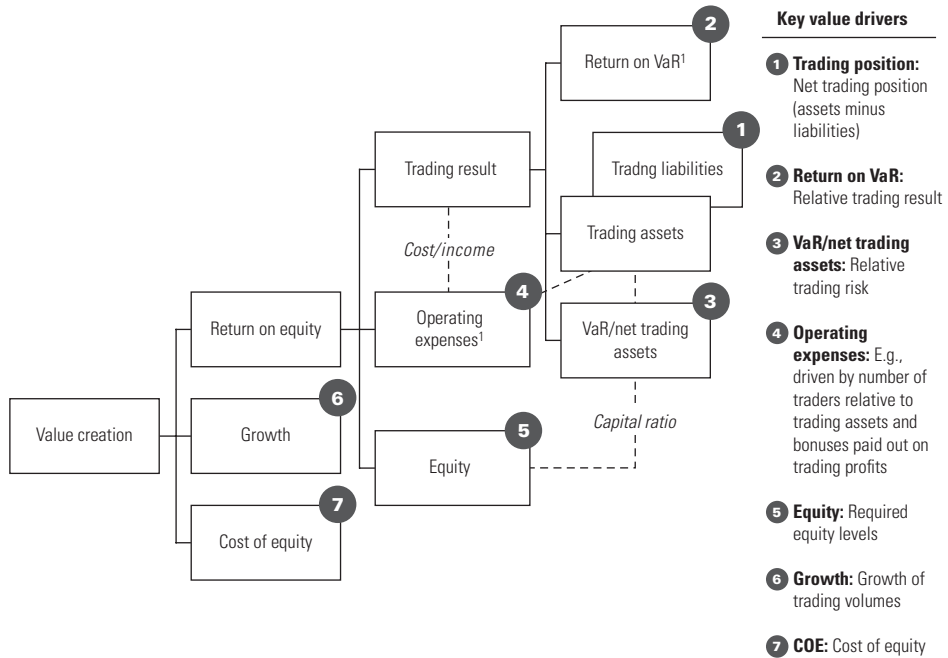 Key value drivers
2
Return on VaR1
1 Trading position:
Net trading position
(assets minus
liabilities)
1
Trading result
Tradng liabilities
2 Return on VaR:
Relative trading result
Trading assets
Cost/income
3 VaR/net trading
assets: Relative
trading risk
4
3
Return on equity
Operating
expenses1
VaR/net trading
assets
4 Operating
expenses: E.g.,
driven by number of
traders relative to
trading assets and
bonuses paid out on
trading profits
6
Value creation
Growth
Capital ratio
5
Equity
7
Cost of equity
5 Equity: Required
equity levels
6 Growth: Growth of
trading volumes
7 COE: Cost of equity